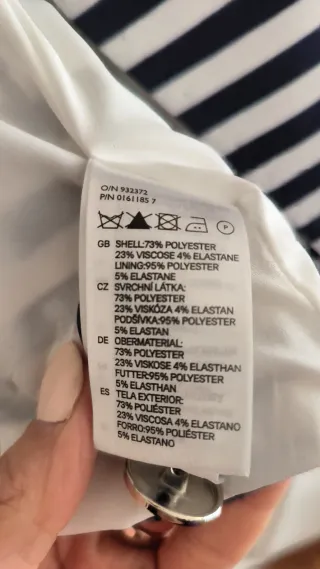 O/N 932372
P/N 0161185 7
P
GB SHELL:73% POLYESTER
23% VISCOSE 4% ELASTANE
LINING:95% POLYESTER
5% ELASTANE
CZ SVRCHNÍ LÁTKA:
73% POLYESTER
23% VISKÓZA 4% ELASTAN
PODŠÍVKA:95% POLYESTER
5% ELASTAN
DE OBERMATERIAL:
73% POLYESTER
23% VISKOSE 4% ELASTHAN
FUTTER:95% POLYESTER
5% ELASTHAN
ES TELA EXTERIOR:
73% POLIÉSTER
23% VISCOSA 4% ELASTANO
FORRO:95% POLIÉSTER
5% ELASTANO